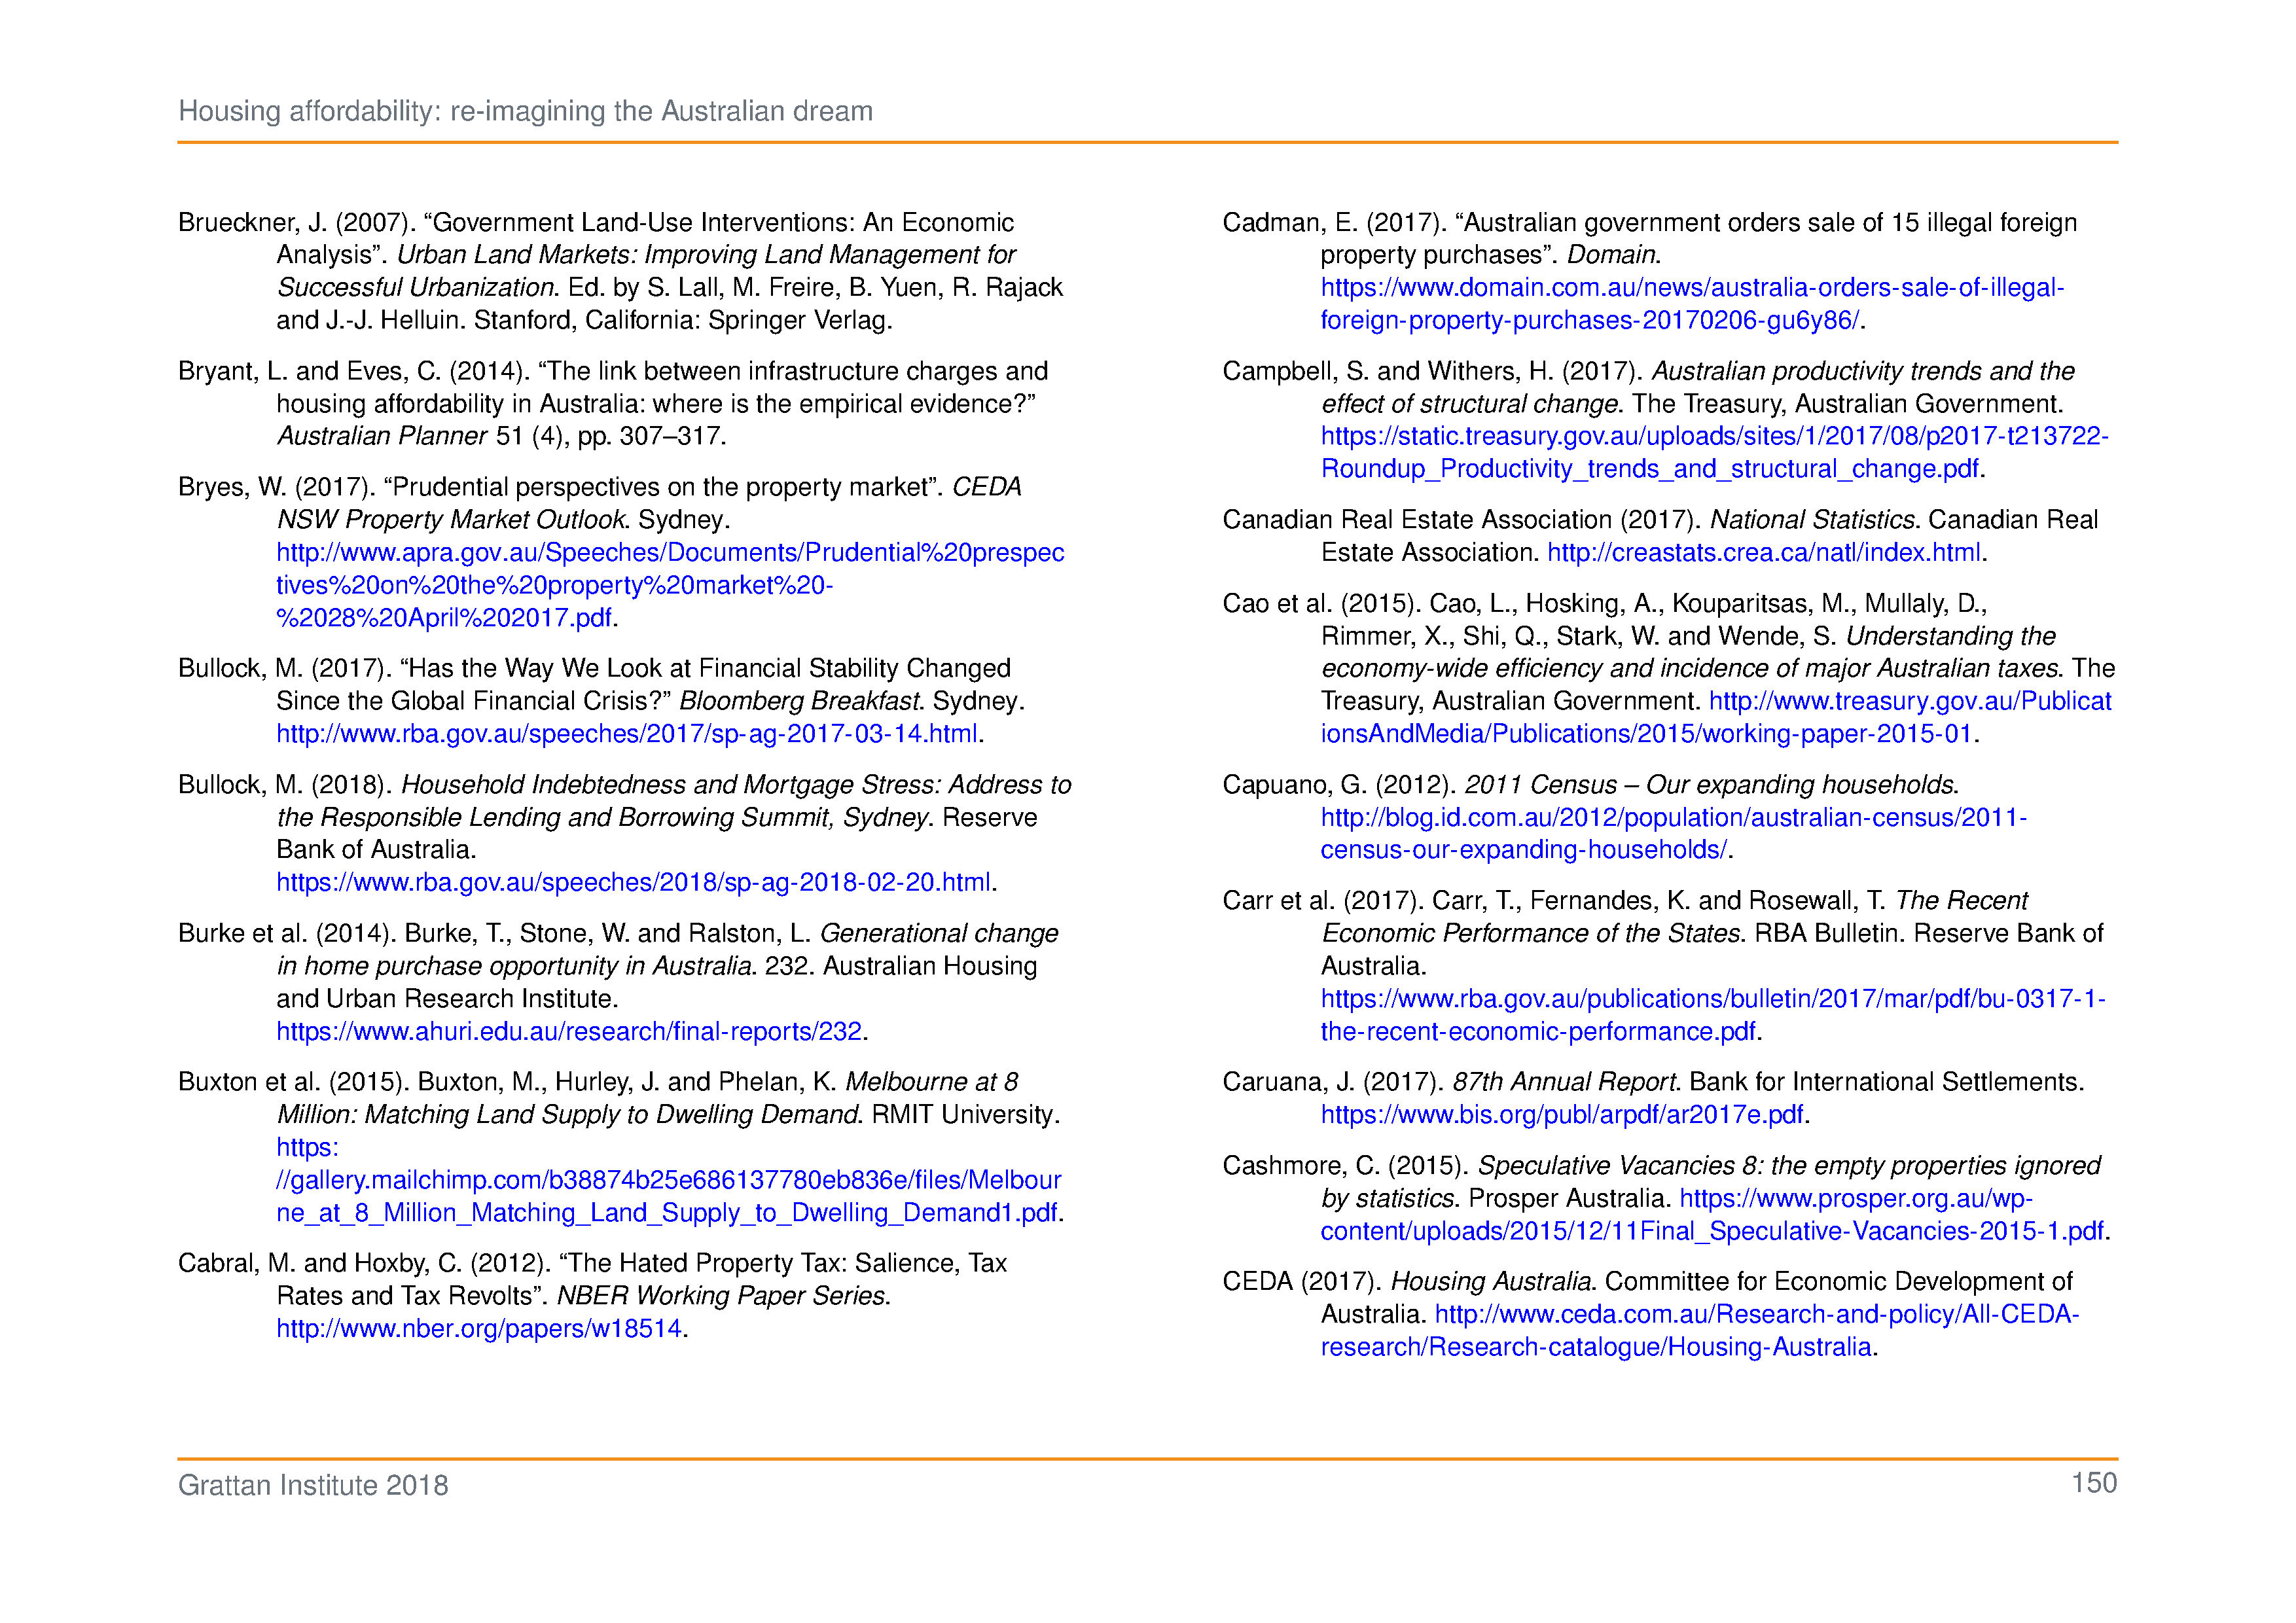 Housing affordability: re-imagining the Australian dream
Brueckner, J. (2007). “Government Land-Use Interventions: An Economic
Analysis”. Urban Land Markets: Improving Land Management for
Successful Urbanization. Ed. by S. Lall, M. Freire, B. Yuen, R. Rajack
and J.-J. Helluin. Stanford, California: Springer Verlag.
Bryant, L. and Eves, C. (2014). “The link between infrastructure charges and
housing affordability in Australia: where is the empirical evidence?”
Australian Planner 51 (4), pp. 307–317.
Bryes, W. (2017). “Prudential perspectives on the property market”. CEDA
NSW Property Market Outlook. Sydney.
http://www.apra.gov.au/Speeches/Documents/Prudential%20prespec
tives%20on%20the%20property%20market%20-
%2028%20April%202017.pdf.
Bullock, M. (2017). “Has the Way We Look at Financial Stability Changed
Since the Global Financial Crisis?” Bloomberg Breakfast. Sydney.
http://www.rba.gov.au/speeches/2017/sp-ag-2017-03-14.html.
Bullock, M. (2018). Household Indebtedness and Mortgage Stress: Address to
the Responsible Lending and Borrowing Summit, Sydney. Reserve
Bank of Australia.
https://www.rba.gov.au/speeches/2018/sp-ag-2018-02-20.html.
Burke et al. (2014). Burke, T., Stone, W. and Ralston, L. Generational change
in home purchase opportunity in Australia. 232. Australian Housing
and Urban Research Institute.
https://www.ahuri.edu.au/research/final-reports/232.
Buxton et al. (2015). Buxton, M., Hurley, J. and Phelan, K. Melbourne at 8
Million: Matching Land Supply to Dwelling Demand. RMIT University.
https:
//gallery.mailchimp.com/b38874b25e686137780eb836e/files/Melbour
ne_at_8_Million_Matching_Land_Supply_to_Dwelling_Demand1.pdf.
Cabral, M. and Hoxby, C. (2012). “The Hated Property Tax: Salience, Tax
Rates and Tax Revolts”. NBER Working Paper Series.
http://www.nber.org/papers/w18514.
Cadman, E. (2017). “Australian government orders sale of 15 illegal foreign
property purchases”. Domain.
https://www.domain.com.au/news/australia-orders-sale-of-illegal-
foreign-property-purchases-20170206-gu6y86/.
Campbell, S. and Withers, H. (2017). Australian productivity trends and the
effect of structural change. The Treasury, Australian Government.
https://static.treasury.gov.au/uploads/sites/1/2017/08/p2017-t213722-
Roundup_Productivity_trends_and_structural_change.pdf.
Canadian Real Estate Association (2017). National Statistics. Canadian Real
Estate Association. http://creastats.crea.ca/natl/index.html.
Cao et al. (2015). Cao, L., Hosking, A., Kouparitsas, M., Mullaly, D.,
Rimmer, X., Shi, Q., Stark, W. and Wende, S. Understanding the
economy-wide efficiency and incidence of major Australian taxes. The
Treasury, Australian Government. http://www.treasury.gov.au/Publicat
ionsAndMedia/Publications/2015/working-paper-2015-01.
Capuano, G. (2012). 2011 Census – Our expanding households.
http://blog.id.com.au/2012/population/australian-census/2011-
census-our-expanding-households/.
Carr et al. (2017). Carr, T., Fernandes, K. and Rosewall, T. The Recent
Economic Performance of the States. RBA Bulletin. Reserve Bank of
Australia.
https://www.rba.gov.au/publications/bulletin/2017/mar/pdf/bu-0317-1-
the-recent-economic-performance.pdf.
Caruana, J. (2017). 87th Annual Report. Bank for International Settlements.
https://www.bis.org/publ/arpdf/ar2017e.pdf.
Cashmore, C. (2015). Speculative Vacancies 8: the empty properties ignored
by statistics. Prosper Australia. https://www.prosper.org.au/wp-
content/uploads/2015/12/11Final_Speculative-Vacancies-2015-1.pdf.
CEDA (2017). Housing Australia. Committee for Economic Development of
Australia. http://www.ceda.com.au/Research-and-policy/All-CEDA-
research/Research-catalogue/Housing-Australia.
Grattan Institute 2018
150